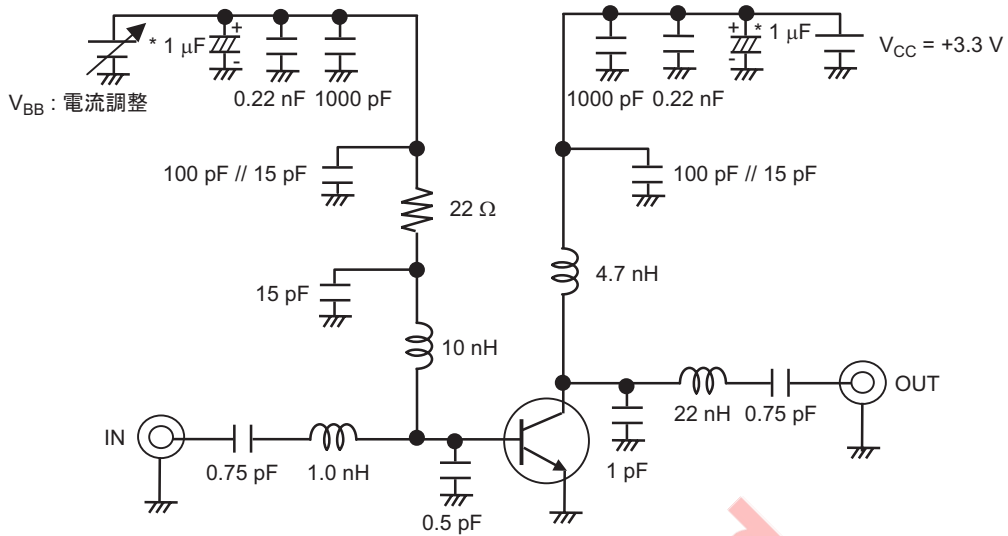 * 1 μF
+
-
0.22 nF
1000 pF
V_BB : 電流調整
1000 pF
0.22 nF
+
-
* 1 μF
V_CC = +3.3 V
100 pF // 15 pF
22 Ω
15 pF
10 nH
100 pF // 15 pF
4.7 nH
IN
0.75 pF
1.0 nH
0.5 pF
1 pF
22 nH
0.75 pF
OUT